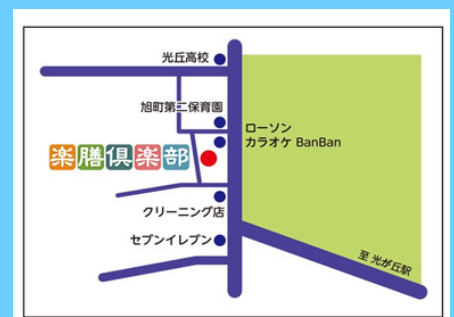 光丘高校
旭町第二保育園
ローソン
カラオケ BanBan
楽膳倶楽部
クリーニング店
セブンイレブン
至 光が丘駅